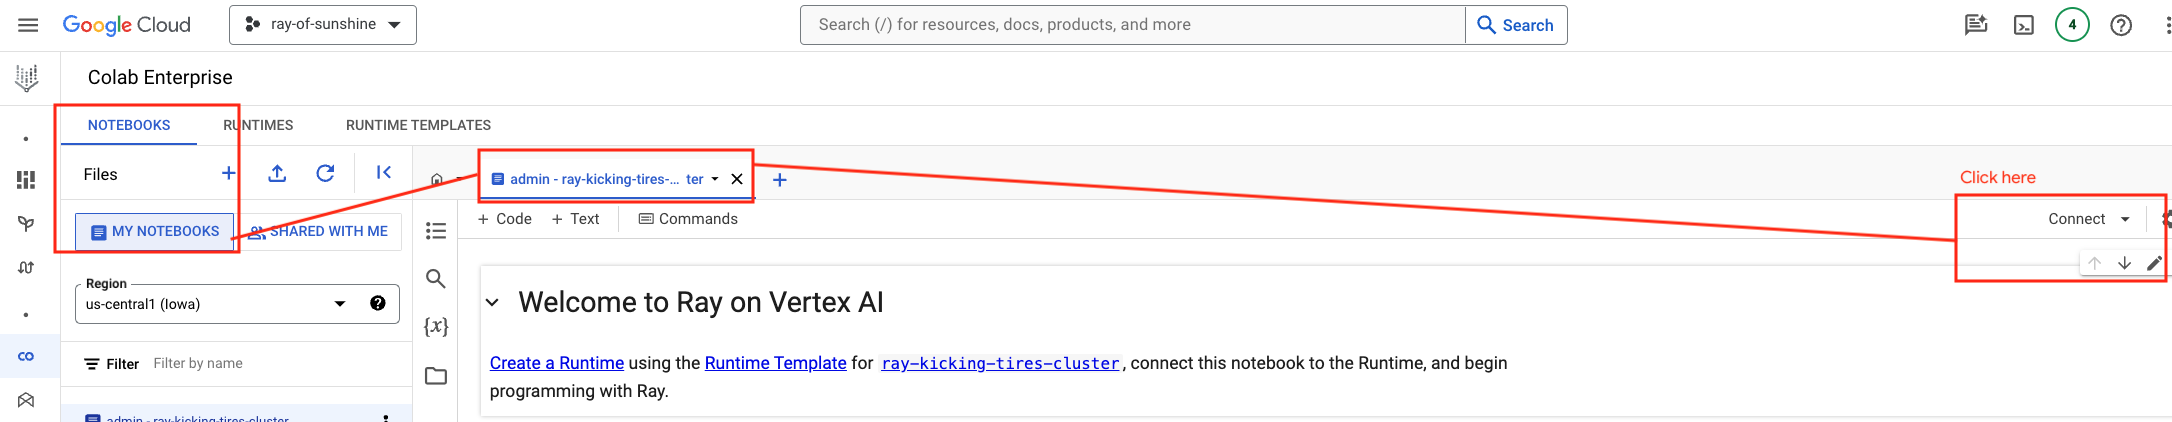 Google Cloud
ray-of-sunshine
Search (/) for resources, docs, products, and more
Search
4
Colab Enterprise
NOTEBOOKS
RUNTIMES
RUNTIME TEMPLATES
Files
admin - ray-kicking-tires-... ter
Click here
+ Code
+ Text
Commands
Connect
MY NOTEBOOKS
SHARED WITH ME
Region
us-central1 (Iowa)
Welcome to Ray on Vertex AI
{x}
Filter
Filter by name
Create a Runtime using the Runtime Template for ray-kicking-tires-cluster, connect this notebook to the Runtime, and begin
programming with Ray.
admin - ray-kicking-tires-cluster